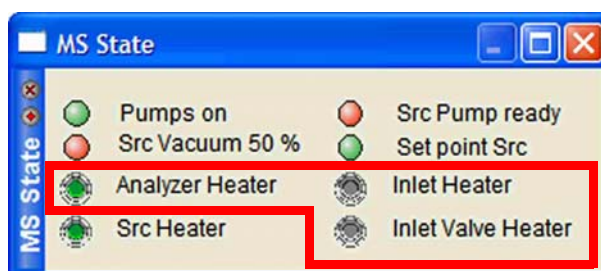 MS State
MS State
Pumps on Src Pump ready
Src Vacuum 50 % Set point Src
Analyzer Heater Inlet Heater
Src Heater Inlet Valve Heater